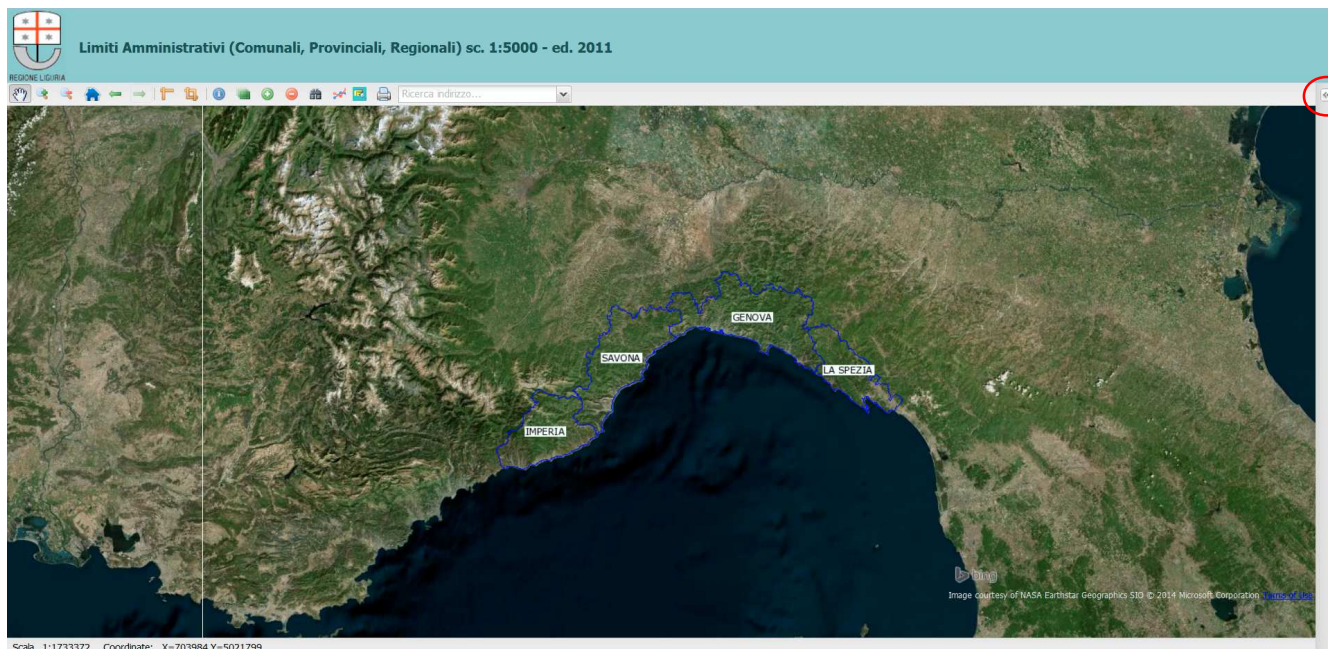 Limiti Amministrativi (Comunali, Provinciali, Regionali) sc. 1:5000 - ed. 2011
REGIONE LIGURIA
Ricerca indirizzo...
GENOVA
SAVONA
LA SPEZIA
IMPERIA
bing
Image courtesy of NASA Earthstar Geographics SIO © 2014 Microsoft Corporation Terms of Use
Scala 1:1733372 Coordinate: X=703984 Y=5021799